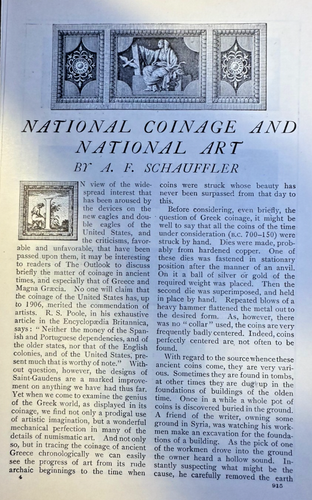 NATIONAL COINAGE AND
NATIONAL ART
BY A. F. SCHAUFFLER
IN view of the wide-
spread interest that
has been aroused by
the devices on the
new eagles and dou-
ble eagles of the
United States, and
the criticisms, favor-
able and unfavorable, that have been
passed upon them, it may be interesting
to readers of The Outlook to discuss
briefly the matter of coinage in ancient
times, and especially that of Greece and
Magna Græcia. No one will claim that
the coinage of the United States has, up
to 1906, merited the commendation of
artists. R. S. Poole, in his exhaustive
article in the Encyclopædia Britannica,
says: "Neither the money of the Span-
ish and Portuguese dependencies, and of
the older states, nor that of the English
colonies, and of the United States, pre-
sent much that is worthy of note." With-
out question, however, the designs of
Saint-Gaudens are a marked improve-
ment on anything we have had thus far.
Yet when we come to examine the genius
of the Greek world, as displayed in its
coinage, we find not only a prodigal use
of artistic imagination, but a wonderful
mechanical perfection in many of the
details of numismatic art. And not only
so, but in tracing the coinage of ancient
Greece chronologically we can easily
see the progress of art from its rude
archaic beginnings to the time when
4
coins were struck whose beauty has
never been surpassed from that day to
this.
Before considering, even briefly, the
question of Greek coinage, it might be
well to say that all the coins of the time
under consideration (B.C. 700-150) were
struck by hand. Dies were made, prob-
ably from hardened copper. One of
these dies was fastened in stationary
position after the manner of an anvil.
On it a ball of silver or gold of the
required weight was placed. Then the
second die was superimposed, and held
in place by hand. Repeated blows of a
heavy hammer flattened the metal into
the desired form. As, however, there
was no "collar" used, the coins are very
frequently badly centered. Indeed, coins
perfectly centered are not often to be
found.
With regard to the source whence these
ancient coins come, they are very vari-
ous. Sometimes they are found in tombs,
at other times they are dug up in the
foundations of buildings of the olden
time. Once in a while a whole pot of
coins is discovered buried in the ground.
A friend of the writer, owning some
ground in Syria, was watching his work-
men make an excavation for the founda-
tions of a building. As the pick of one
of the workmen drove into the ground
the owner heard a hollow sound. In-
stantly suspecting what might be the
cause, he carefully removed the earth